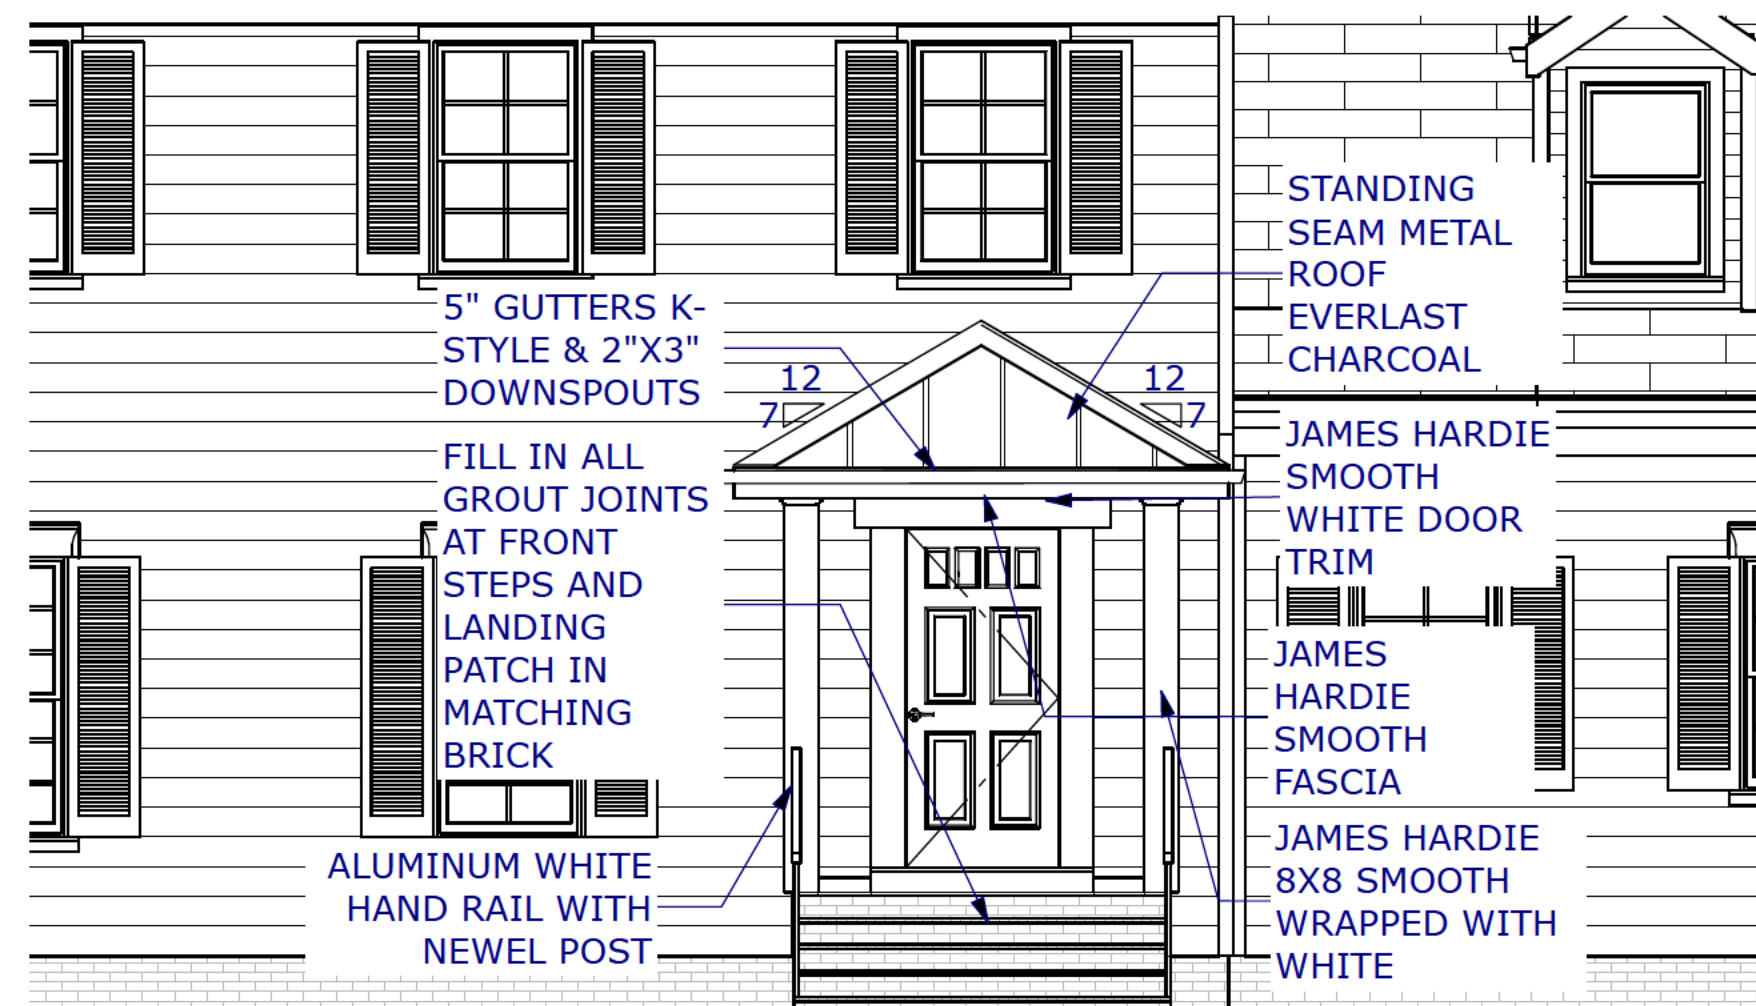 5" GUTTERS K-
STYLE & 2"X3"
DOWNSPOUTS
FILL IN ALL
GROUT JOINTS
AT FRONT
STEPS AND
LANDING
PATCH IN
MATCHING
BRICK
ALUMINUM WHITE
HAND RAIL WITH
NEWEL POST
12
7
12
7
STANDING
SEAM METAL
ROOF
EVERLAST
CHARCOAL
JAMES HARDIE
SMOOTH
WHITE DOOR
TRIM
JAMES
HARDIE
SMOOTH
FASCIA
JAMES HARDIE
8X8 SMOOTH
WRAPPED WITH
WHITE